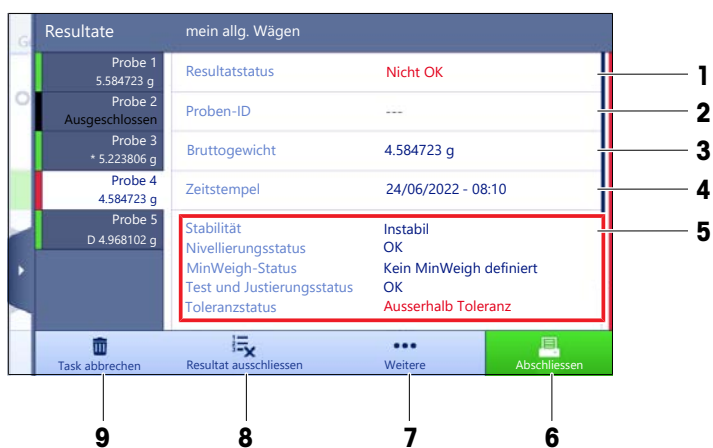 G
Resultate
mein allg. Wägen
Probe 1
5.584723 g
Probe 2
Ausgeschlossen
Probe 3
* 5.223806 g
Probe 4
4.584723 g
Probe 5
D 4.968102 g
Resultatstatus Nicht OK
Proben-ID ---
Bruttogewicht 4.584723 g
Zeitstempel 24/06/2022 - 08:10
Stabilität Instabil
Nivellierungsstatus OK
MinWeigh-Status Kein MinWeigh definiert
Test und Justierungsstatus OK
Toleranzstatus Ausserhalb Toleranz
Task abbrechen
Resultat ausschliessen
Weitere
Abschliessen
1
2
3
4
5
9
8
7
6